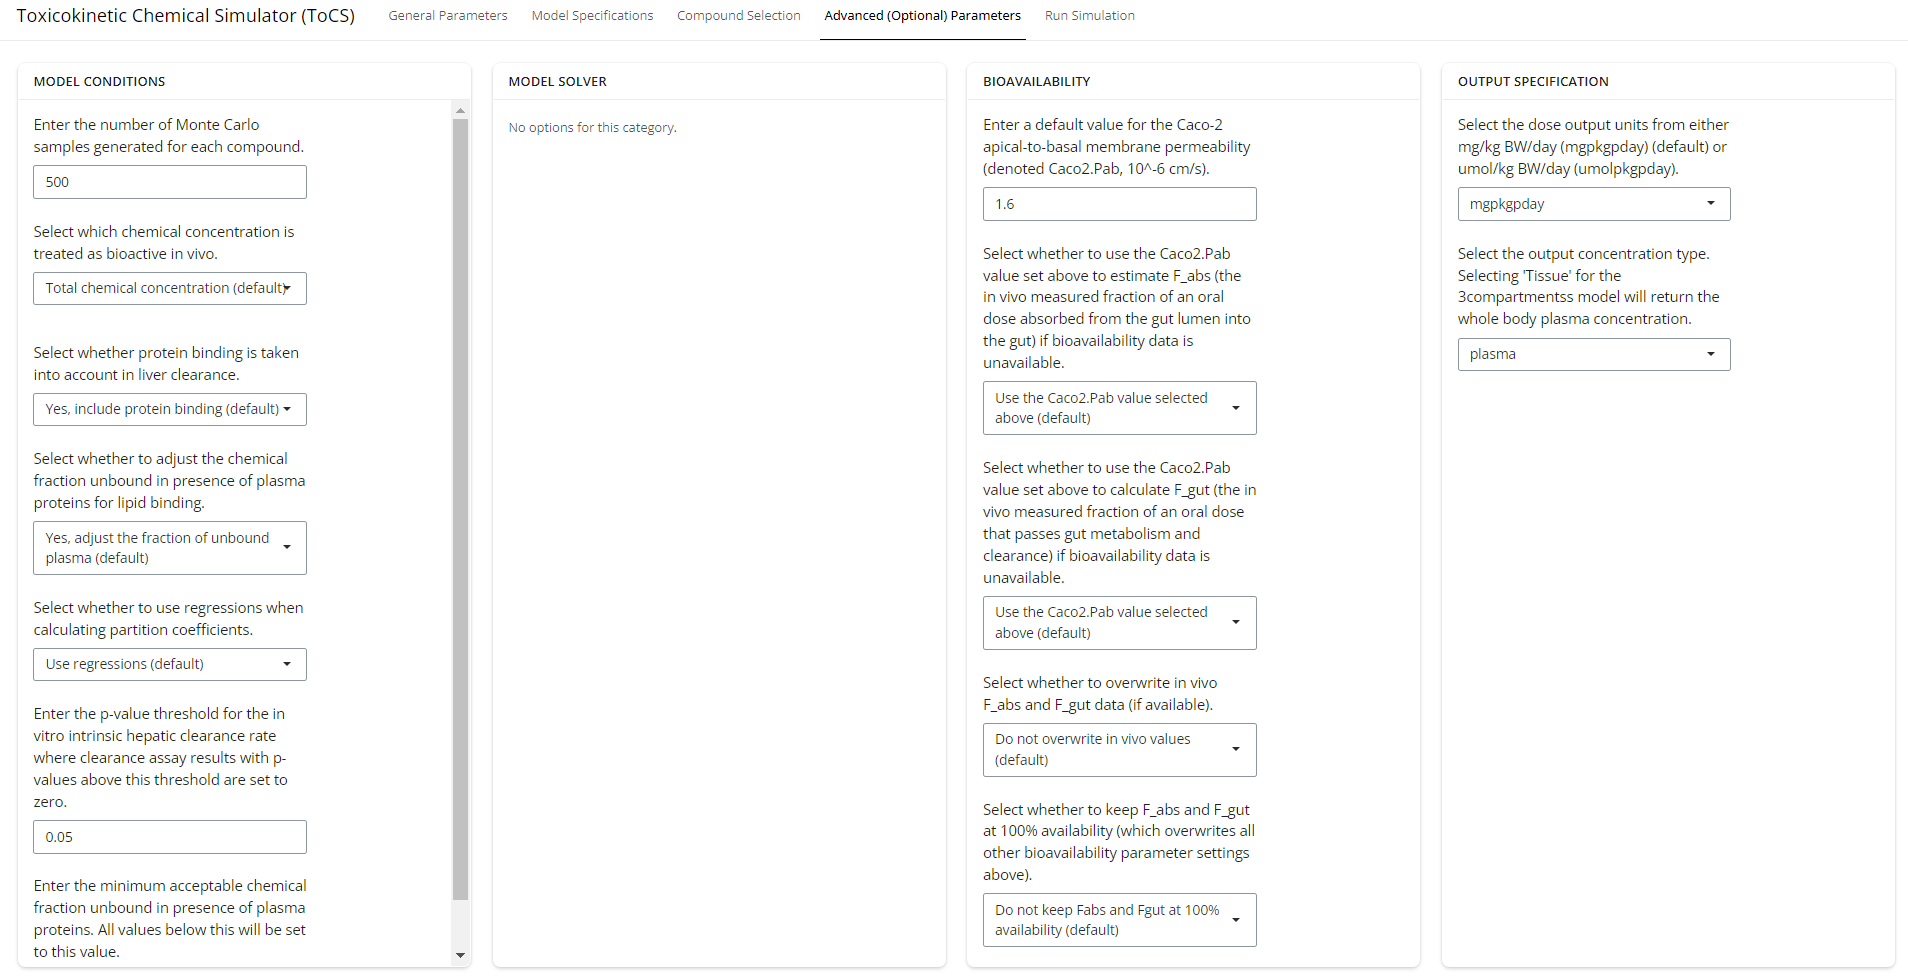 Toxicokinetic Chemical Simulator (ToCS)
General Parameters
Model Specifications
Compound Selection
Advanced (Optional) Parameters
Run Simulation
MODEL CONDITIONS
Enter the number of Monte Carlo
samples generated for each compound.
500
Select which chemical concentration is
treated as bioactive in vivo.
Total chemical concentration (default)
Select whether protein binding is taken
into account in liver clearance.
Yes, include protein binding (default)
Select whether to adjust the chemical
fraction unbound in presence of plasma
proteins for lipid binding.
Yes, adjust the fraction of unbound
plasma (default)
Select whether to use regressions when
calculating partition coefficients.
Use regressions (default)
Enter the p-value threshold for the in
vitro intrinsic hepatic clearance rate
where clearance assay results with p-
values above this threshold are set to
zero.
0.05
Enter the minimum acceptable chemical
fraction unbound in presence of plasma
proteins. All values below this will be set
to this value.
MODEL SOLVER
No options for this category.
BIOAVAILABILITY
Enter a default value for the Caco-2
apical-to-basal membrane permeability
(denoted Caco2.Pab, 10^-6 cm/s).
1.6
Select whether to use the Caco2.Pab
value set above to estimate F_abs (the
in vivo measured fraction of an oral
dose absorbed from the gut lumen into
the gut) if bioavailability data is
unavailable.
Use the Caco2.Pab value selected
above (default)
Select whether to use the Caco2.Pab
value set above to calculate F_gut (the in
vivo measured fraction of an oral dose
that passes gut metabolism and
clearance) if bioavailability data is
unavailable.
Use the Caco2.Pab value selected
above (default)
Select whether to overwrite in vivo
F_abs and F_gut data (if available).
Do not overwrite in vivo values
(default)
Select whether to keep F_abs and F_gut
at 100% availability (which overwrites all
other bioavailability parameter settings
above).
Do not keep Fabs and Fgut at 100%
availability (default)
OUTPUT SPECIFICATION
Select the dose output units from either
mg/kg BW/day (mgpkgpday) (default) or
umol/kg BW/day (umolpkgpday).
mgpkgpday
Select the output concentration type.
Selecting 'Tissue' for the
3compartmentss model will return the
whole body plasma concentration.
plasma